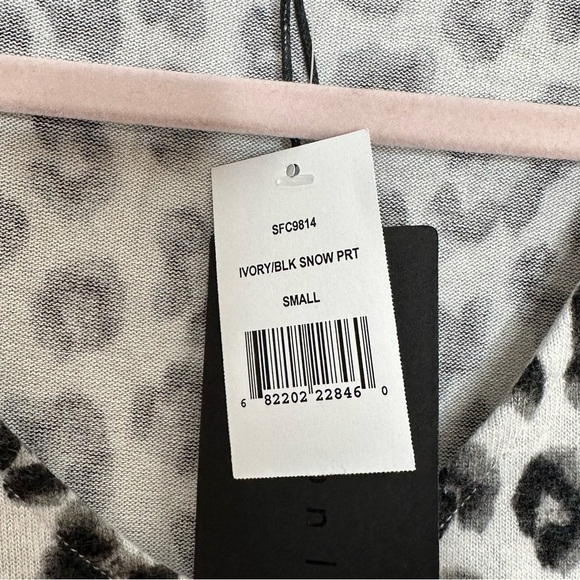 SFC9814
IVORY/BLK SNOW PRT
SMALL
6 82202 22846 0